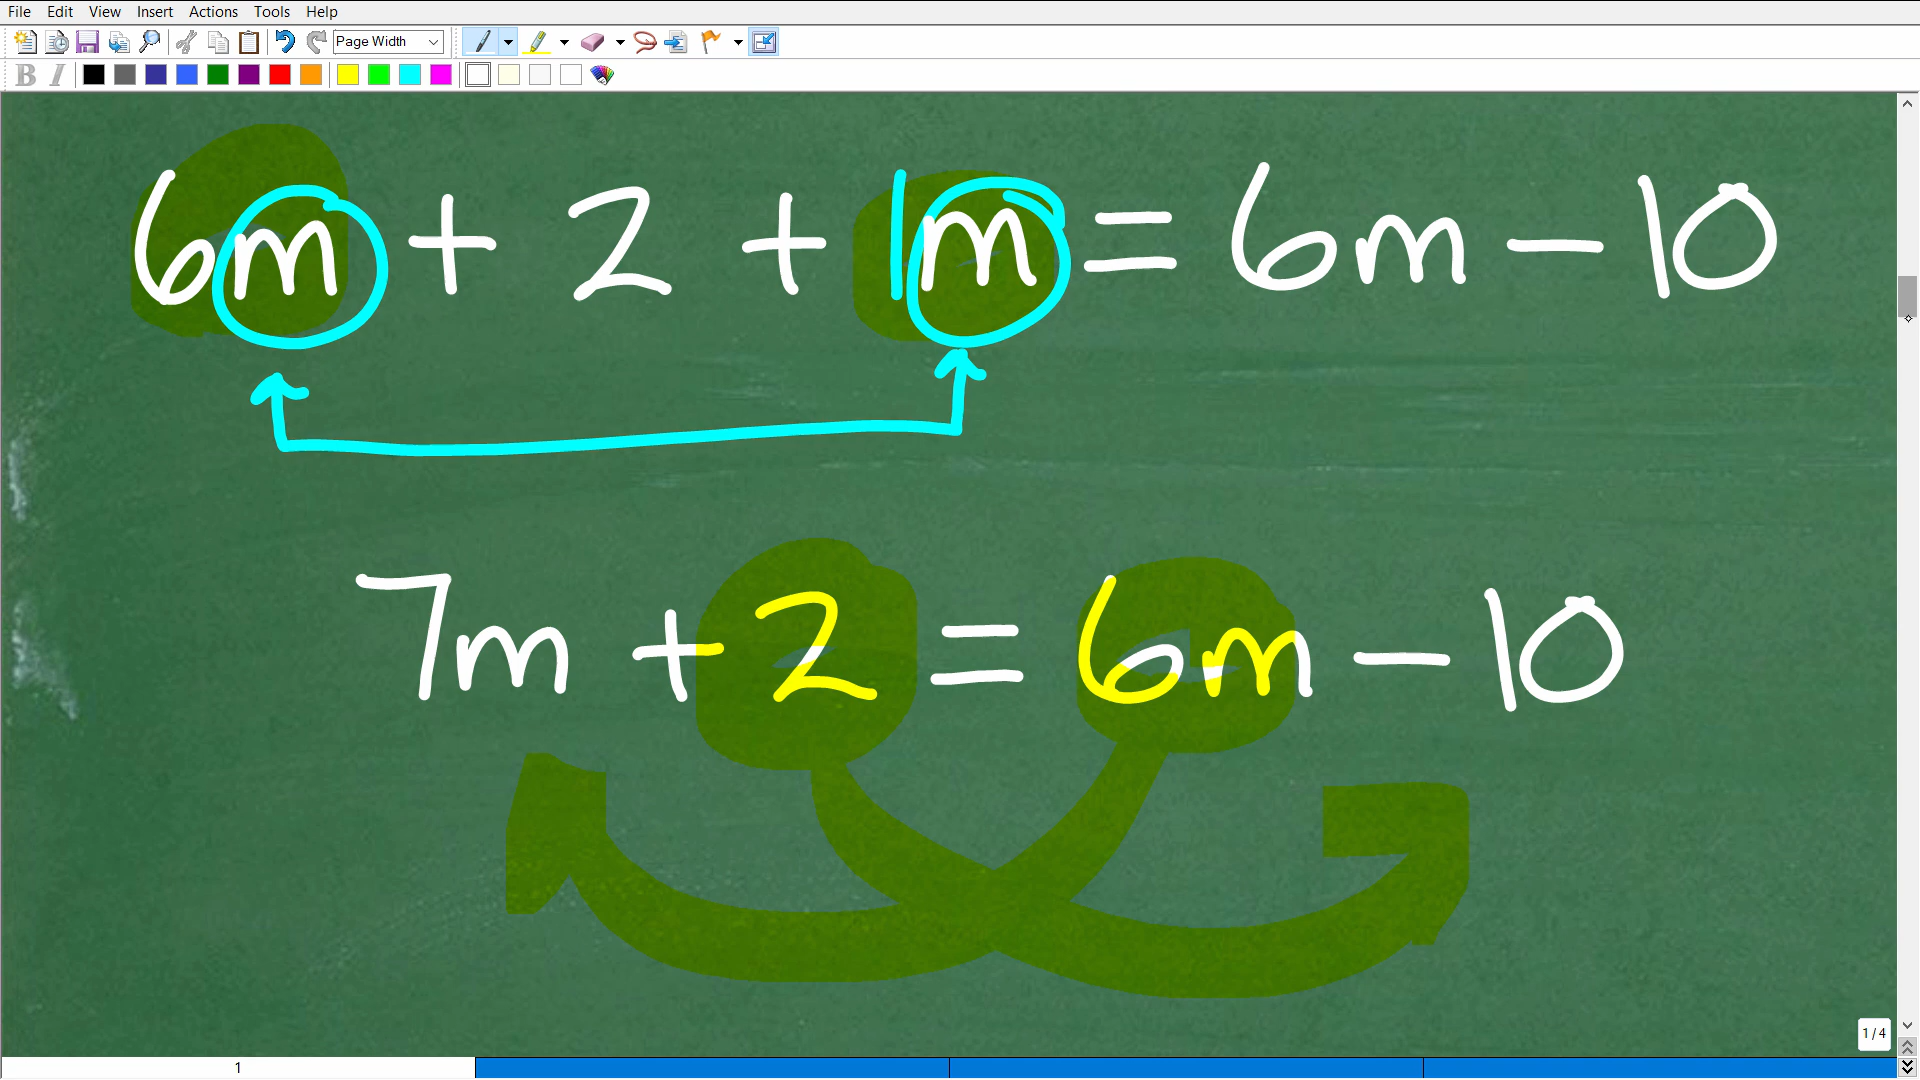 File Edit View Insert Actions Tools Help
Page Width
B I
6m + 2 + 1m = 6m - 10
7m + 2 = 6m - 10
1 / 4
1